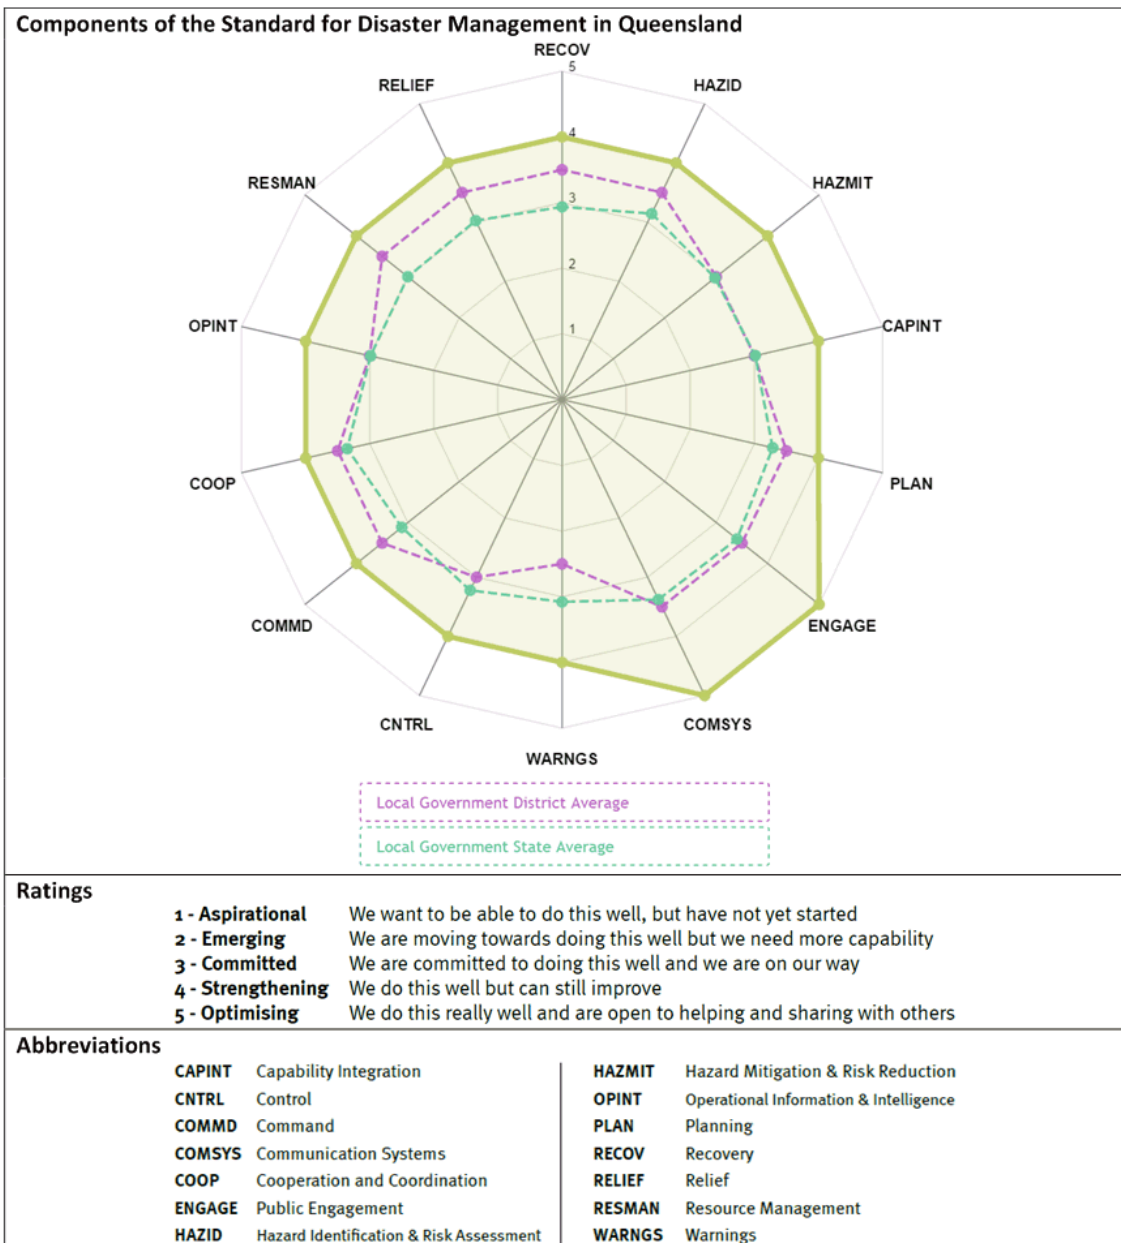 Components of the Standard for Disaster Management in Queensland
RECOV
5
RELIEF
HAZID
4
RESMAN
HAZMIT
3
2
OPINT
CAPINT
1
COOP
PLAN
COMMD
ENGAGE
CNTRL
COMSYS
WARNGS
Local Government District Average
Local Government State Average
Ratings
1 - Aspirational We want to be able to do this well, but have not yet started
2 - Emerging We are moving towards doing this well but we need more capability
3 - Committed We are committed to doing this well and we are on our way
4 - Strengthening We do this well but can still improve
5 - Optimising We do this really well and are open to helping and sharing with others
Abbreviations
CAPINT Capability Integration
CNTRL Control
COMMD Command
COMSYS Communication Systems
COOP Cooperation and Coordination
ENGAGE Public Engagement
HAZID Hazard Identification & Risk Assessment
HAZMIT Hazard Mitigation & Risk Reduction
OPINT Operational Information & Intelligence
PLAN Planning
RECOV Recovery
RELIEF Relief
RESMAN Resource Management
WARNGS Warnings